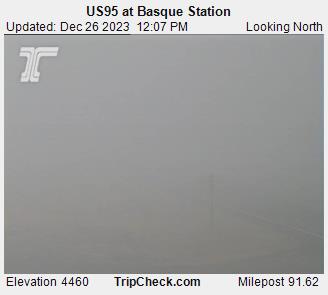 US95 at Basque Station
Updated: Dec 26 2023 12:07 PM Looking North
Elevation 4460 TripCheck.com Milepost 91.62